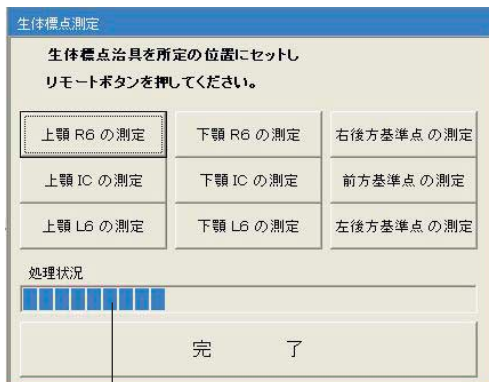 生体標点測定
生体標点治具を所定の位置にセットし
リモートボタンを押してください。
上顎 R6 の測定
下顎 R6 の測定
右後方基準点 の測定
上顎 IC の測定
下顎 IC の測定
前方基準点 の測定
上顎 L6 の測定
下顎 L6 の測定
左後方基準点 の測定
処理状況
完 了